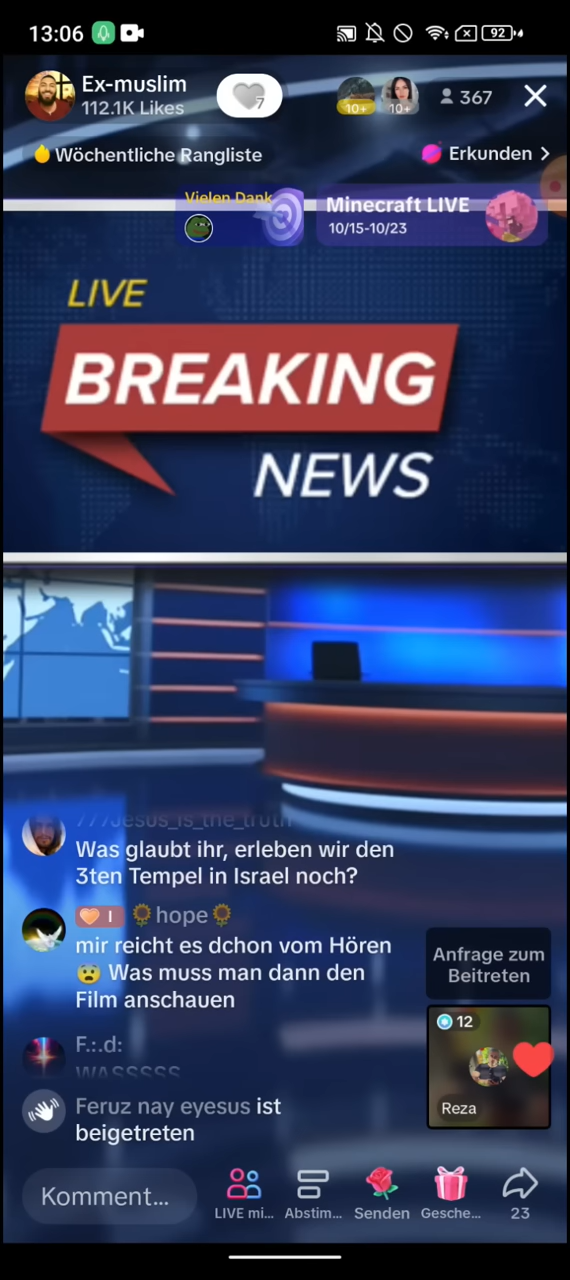 13:06
92
Ex-muslim
112.1K Likes
7
10+
10+
367
Wöchentliche Rangliste
Erkunden
Vielen Dank
Minecraft LIVE
10/15-10/23
LIVE
BREAKING
NEWS
777Jesus_is_the_truth
Was glaubt ihr, erleben wir den
3ten Tempel in Israel noch?
I 🌻hope🌻
mir reicht es dchon vom Hören
😨 Was muss man dann den
Film anschauen
Anfrage zum
Beitreten
12
F.:.d:
WASSSSS
Reza
Feruz nay eyesus ist
beigetreten
Komment...
LIVE mi...
Abstim...
Senden
Gesche...
23